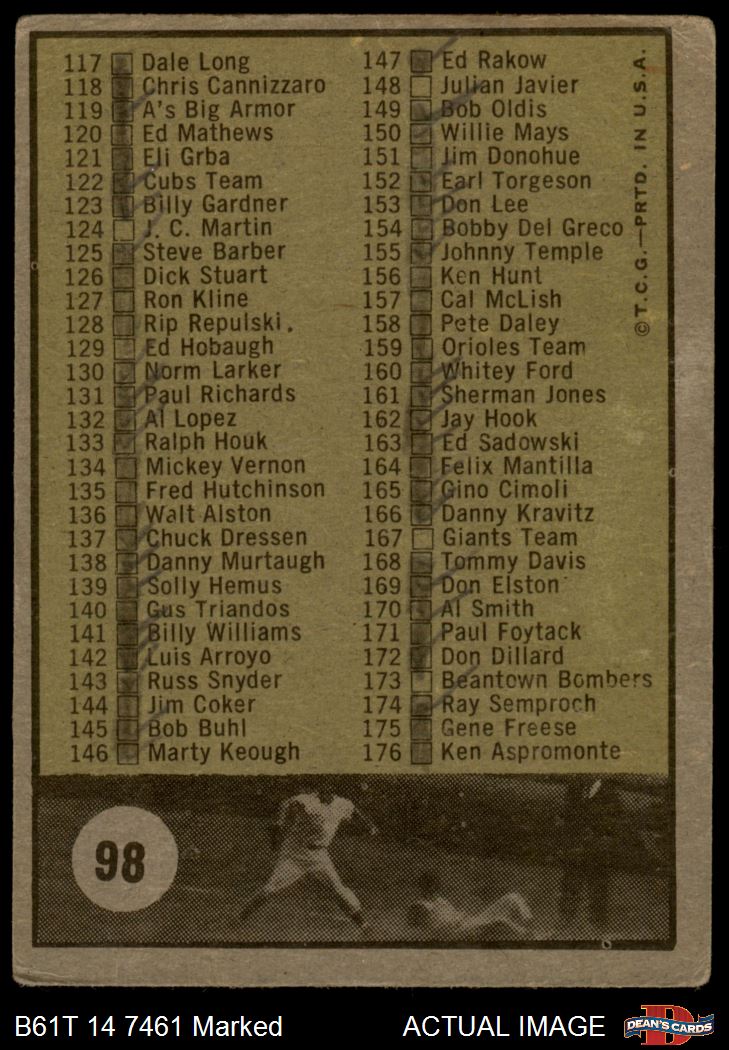 117 Dale Long
118 Chris Cannizzaro
119 A's Big Armor
120 Ed Mathews
121 Eli Grba
122 Cubs Team
123 Billy Gardner
124 J. C. Martin
125 Steve Barber
126 Dick Stuart
127 Ron Kline
128 Rip Repulski.
129 Ed Hobaugh
130 Norm Larker
131 Paul Richards
132 Al Lopez
133 Ralph Houk
134 Mickey Vernon
135 Fred Hutchinson
136 Walt Alston
137 Chuck Dressen
138 Danny Murtaugh
139 Solly Hemus
140 Gus Triandos
141 Billy Williams
142 Luis Arroyo
143 Russ Snyder
144 Jim Coker
145 Bob Buhl
146 Marty Keough
147 Ed Rakow
148 Julian Javier
149 Bob Oldis
150 Willie Mays
151 Jim Donohue
152 Earl Torgeson
153 Don Lee
154 Bobby Del Greco
155 Johnny Temple
156 Ken Hunt
157 Cal McLish
158 Pete Daley
159 Orioles Team
160 Whitey Ford
161 Sherman Jones
162 Jay Hook
163 Ed Sadowski
164 Felix Mantilla
165 Gino Cimoli
166 Danny Kravitz
167 Giants Team
168 Tommy Davis
169 Don Elston
170 Al Smith
171 Paul Foytack
172 Don Dillard
173 Beantown Bombers
174 Ray Semproch
175 Gene Freese
176 Ken Aspromonte
©T.C.G.—PRTD. IN U.S.A.
98
B61T 14 7461 Marked
ACTUAL IMAGE
D
DEAN'S CARDS